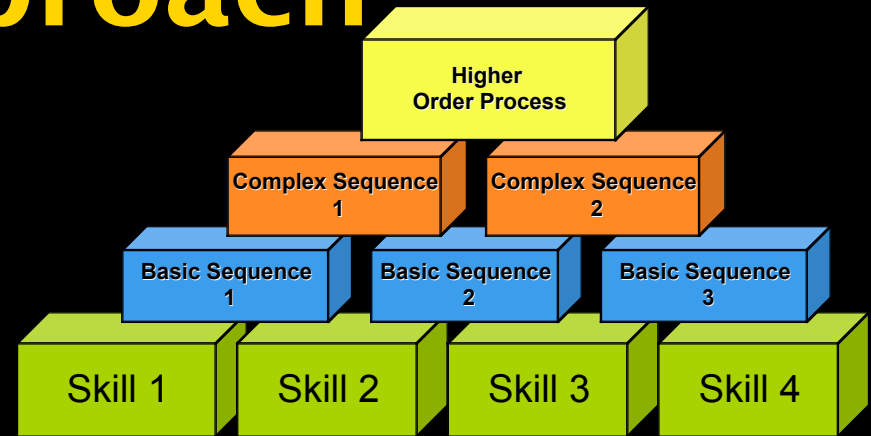 Higher
Order Process
Complex Sequence
1
Complex Sequence
2
Basic Sequence
1
Basic Sequence
2
Basic Sequence
3
Skill 1
Skill 2
Skill 3
Skill 4